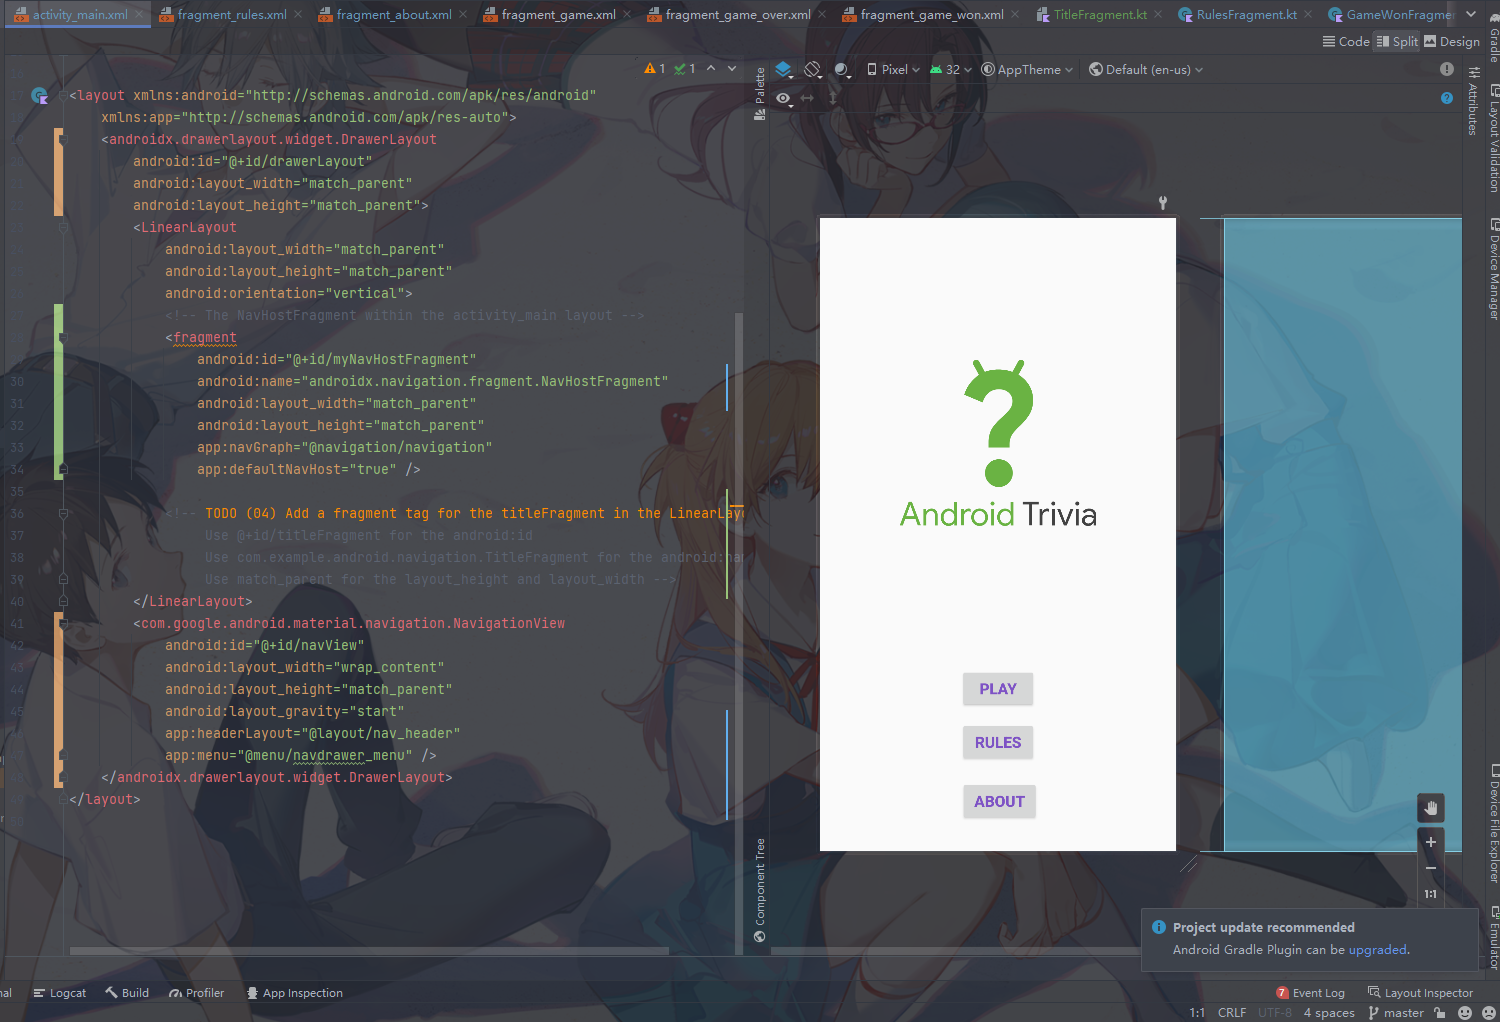 activity_main.xml
fragment_rules.xml
fragment_about.xml
fragment_game.xml
fragment_game_over.xml
fragment_game_won.xml
TitleFragment.kt
RulesFragment.kt
GameWonFragme
Code
Split
Design
1
1
Palette
Pixel
32
AppTheme
Default (en-us)
Gradle
Attributes
Layout Validation
Device Manager
Device File Explorer
Emulator
<layout xmlns:android="http://schemas.android.com/apk/res/android"
xmlns:app="http://schemas.android.com/apk/res-auto">
<androidx.drawerlayout.widget.DrawerLayout
android:id="@+id/drawerLayout"
android:layout_width="match_parent"
android:layout_height="match_parent">
<LinearLayout
android:layout_width="match_parent"
android:layout_height="match_parent"
android:orientation="vertical">
<!-- The NavHostFragment within the activity_main layout -->
<fragment
android:id="@+id/myNavHostFragment"
30 android:name="androidx.navigation.fragment.NavHostFragment"
31 android:layout_width="match_parent"
32 android:layout_height="match_parent"
33 app:navGraph="@navigation/navigation"
34 app:defaultNavHost="true" />
35
36 <!-- TODO (04) Add a fragment tag for the titleFragment in the LinearLayo
37 Use @+id/titleFragment for the android:id
38 Use com.example.android.navigation.TitleFragment for the android:na
39 Use match_parent for the layout_height and layout_width -->
40 </LinearLayout>
41 <com.google.android.material.navigation.NavigationView
42 android:id="@+id/navView"
43 android:layout_width="wrap_content"
44 android:layout_height="match_parent"
45 android:layout_gravity="start"
app:headerLayout="@layout/nav_header"
app:menu="@menu/navdrawer_menu" />
</androidx.drawerlayout.widget.DrawerLayout>
</layout>
Android Trivia
PLAY
RULES
ABOUT
Component Tree
1:1
Project update recommended
Android Gradle Plugin can be upgraded.
nal
Logcat
Build
Profiler
App Inspection
7 Event Log
Layout Inspector
1:1
CRLF
UTF-8
4 spaces
master